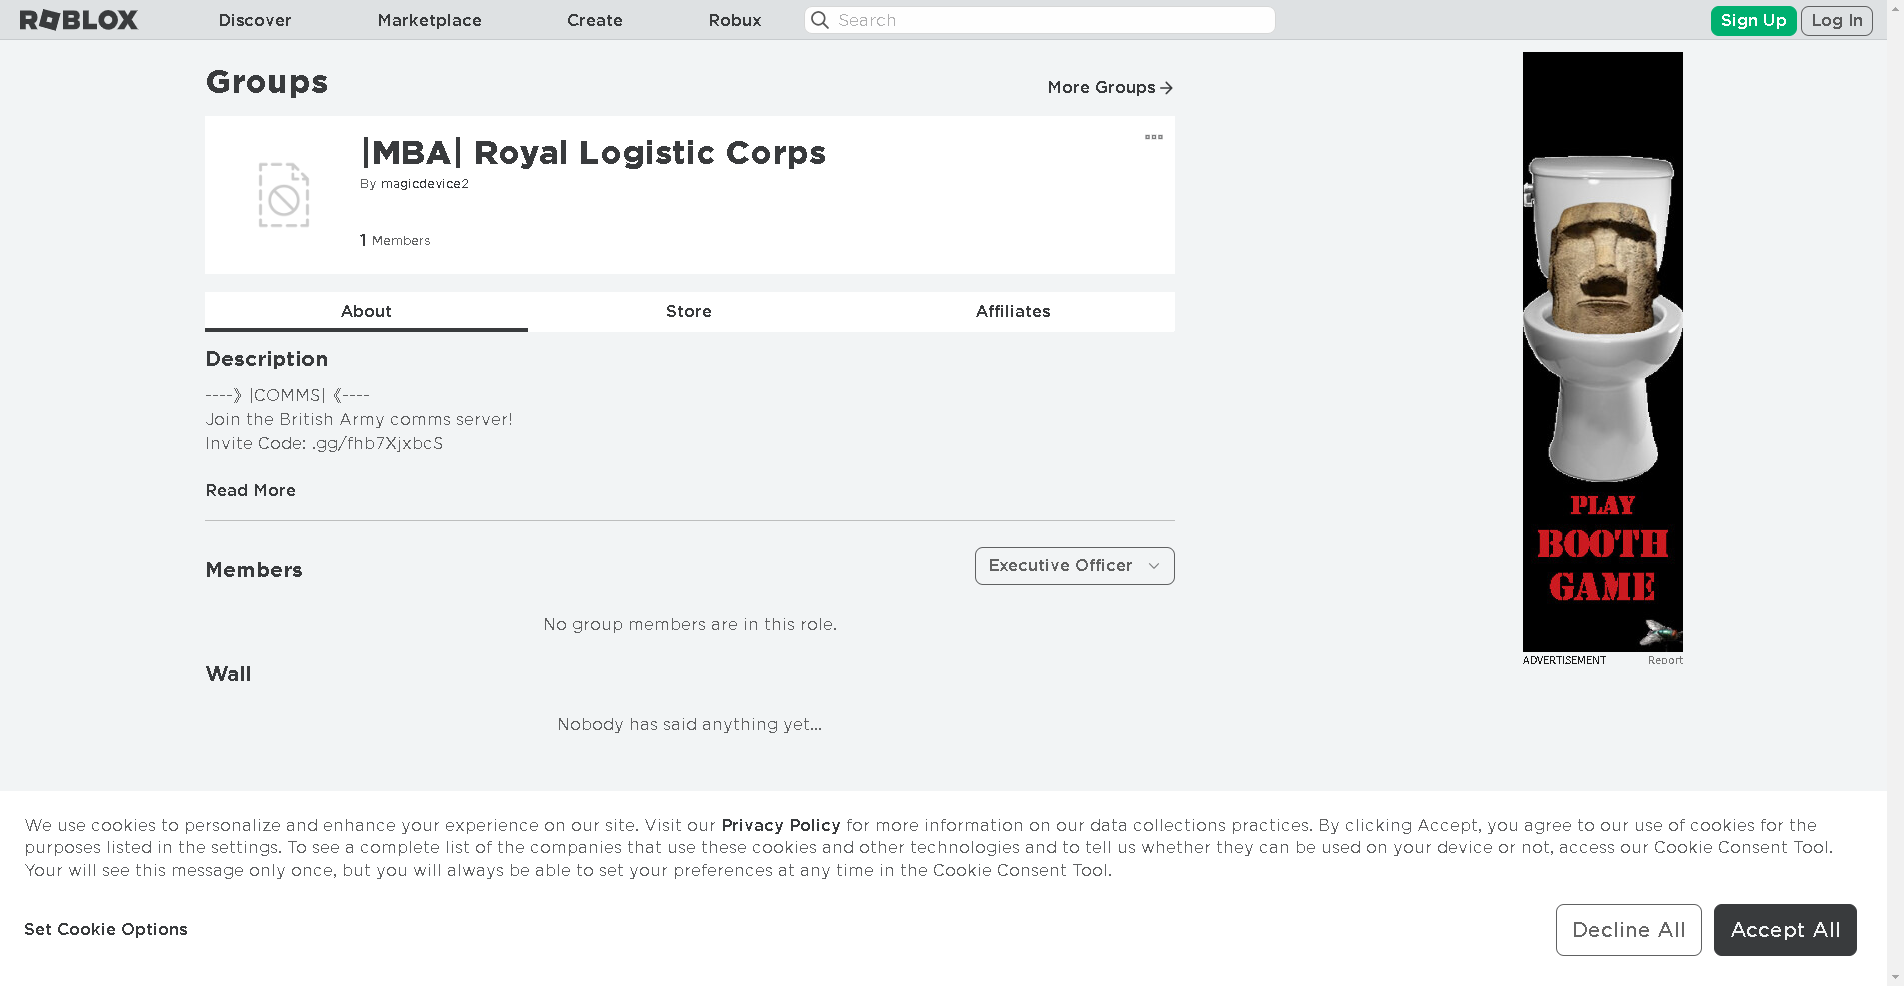 ROBLOX
Discover
Marketplace
Create
Robux
Search
Sign Up
Log In
Groups
More Groups
|MBA| Royal Logistic Corps
By magicdevice2
1 Members
About
Store
Affiliates
Description
----》|COMMS|《----
Join the British Army comms server!
Invite Code: .gg/fhb7XjxbcS
Read More
Members
Executive Officer
No group members are in this role.
Wall
Nobody has said anything yet...
PLAY
BOOTH
GAME
ADVERTISEMENT
Report
We use cookies to personalize and enhance your experience on our site. Visit our Privacy Policy for more information on our data collections practices. By clicking Accept, you agree to our use of cookies for the
purposes listed in the settings. To see a complete list of the companies that use these cookies and other technologies and to tell us whether they can be used on your device or not, access our Cookie Consent Tool.
Your will see this message only once, but you will always be able to set your preferences at any time in the Cookie Consent Tool.
Set Cookie Options
Decline All
Accept All